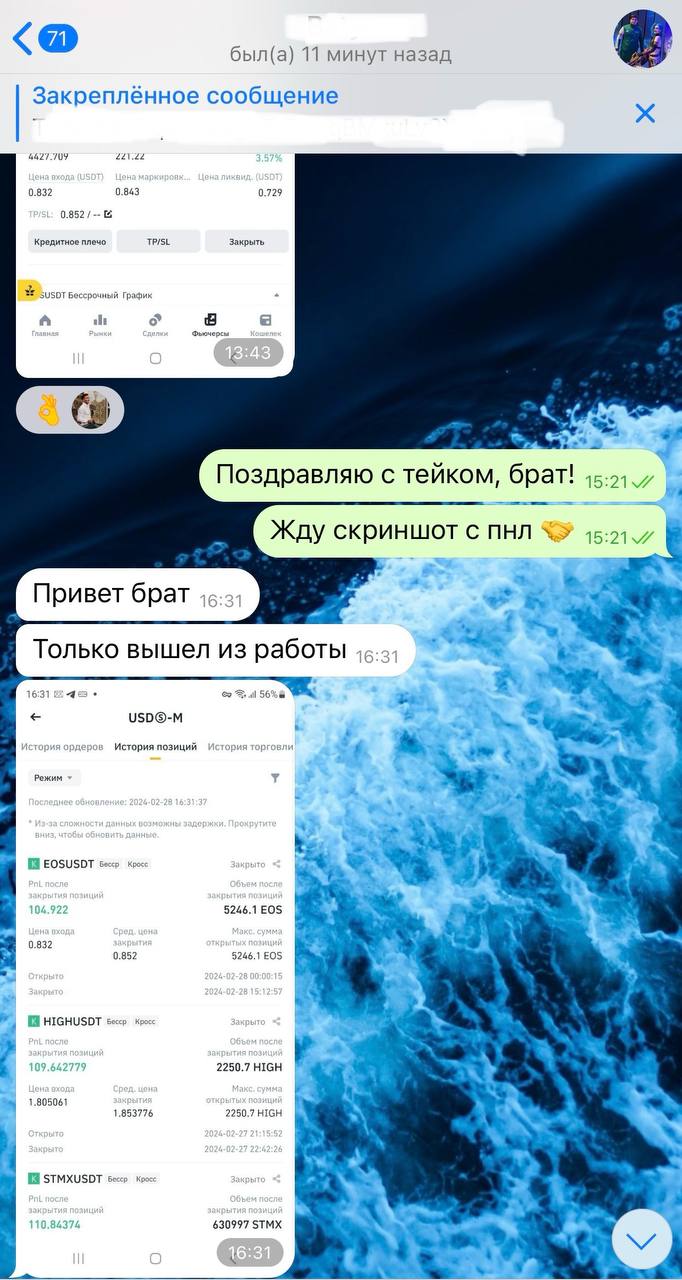 71
был(а) 11 минут назад
Закреплённое сообщение
4427.709 221.22 3.57%
Цена входа (USDT) Цена маркировк... Цена ликвид. (USDT)
0.832 0.843 0.729
TP/SL: 0.852 / --
Кредитное плечо TP/SL Закрыть
SUSDT Бессрочный График
Главная Рынки Сделки Фьючерсы Кошелек
13:43
Поздравляю с тейком, брат! 15:21
Жду скриншот с пнл 🤝 15:21
Привет брат 16:31
Только вышел из работы 16:31
16:31 56%
USDⓈ-M
История ордеров История позиций История торговли
Режим
Последнее обновление: 2024-02-28 16:31:37
* Из-за сложности данных возможны задержки. Прокрутите
вниз, чтобы обновить данные.
К EOSUSDT Бесср Кросс Закрыто
PnL после Объем после
закрытия позиций закрытия позиций
104.922 5246.1 EOS
Цена входа Сред. цена Макс. сумма
0.832 закрытия открытых позиций
0.852 5246.1 EOS
Открыто 2024-02-28 00:00:15
Закрыто 2024-02-28 15:12:57
К HIGHUSDT Бесср Кросс Закрыто
PnL после Объем после
закрытия позиций закрытия позиций
109.642779 2250.7 HIGH
Цена входа Сред. цена Макс. сумма
1.805061 закрытия открытых позиций
1.853776 2250.7 HIGH
Открыто 2024-02-27 21:15:52
Закрыто 2024-02-27 22:42:26
К STMXUSDT Бесср Кросс Закрыто
PnL после Объем после
закрытия позиций закрытия позиций
110.84374 630997 STMX
16:31